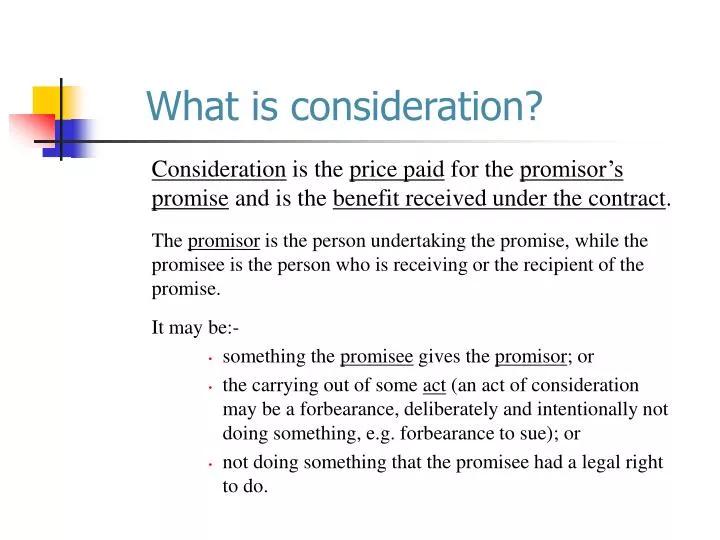 What is consideration?
Consideration is the price paid for the promisor’s
promise and is the benefit received under the contract.
The promisor is the person undertaking the promise, while the
promisee is the person who is receiving or the recipient of the
promise.
It may be:-
• something the promisee gives the promisor; or
• the carrying out of some act (an act of consideration
may be a forbearance, deliberately and intentionally not
doing something, e.g. forbearance to sue); or
• not doing something that the promisee had a legal right
to do.